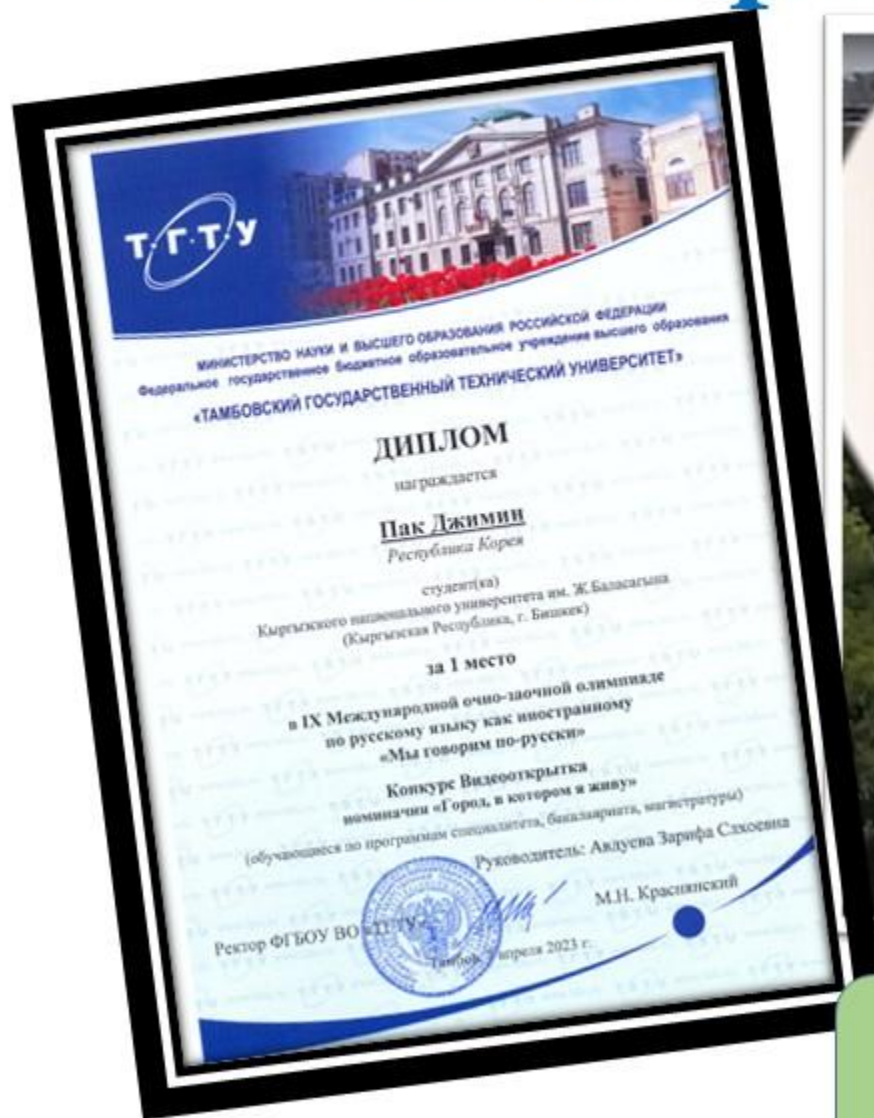 Т·Г·Т·У
МИНИСТЕРСТВО НАУКИ И ВЫСШЕГО ОБРАЗОВАНИЯ РОССИЙСКОЙ ФЕДЕРАЦИИ
Федеральное государственное бюджетное образовательное учреждение высшего образования
«ТАМБОВСКИЙ ГОСУДАРСТВЕННЫЙ ТЕХНИЧЕСКИЙ УНИВЕРСИТЕТ»
ДИПЛОМ
награждается
Пак Джимин
Республика Корея
студент(ка)
Кыргызского национального университета им. Ж.Баласагына
(Кыргызская Республика, г. Бишкек)
за 1 место
в IX Международной очно-заочной олимпиаде
по русскому языку как иностранному
«Мы говорим по-русски»
Конкурс Видеооткрытка
номинация «Город, в котором я живу»
(обучающиеся по программам специалитета, бакалавриата, магистратуры)
Руководитель: Авдуева Зарифа Слхоевна
Ректор ФГБОУ ВО «ТГТУ» М.Н. Краснянский
Тамбов, апреля 2023 г.